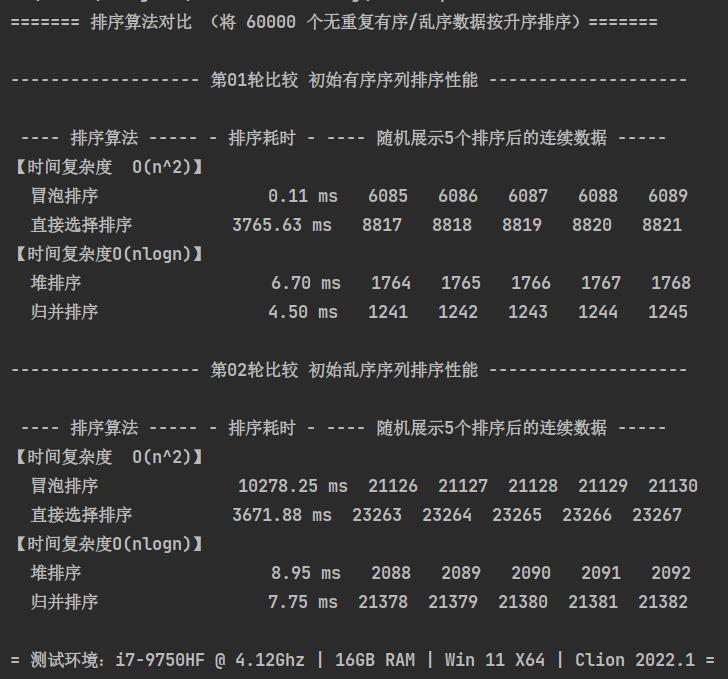 ======= 排序算法对比 （将 60000 个无重复有序/乱序数据按升序排序）=======
------------------- 第01轮比较 初始有序序列排序性能 --------------------
---- 排序算法 ----- - 排序耗时 - ---- 随机展示5个排序后的连续数据 -----
【时间复杂度  O(n^2)】
冒泡排序 0.11 ms 6085 6086 6087 6088 6089
直接选择排序 3765.63 ms 8817 8818 8819 8820 8821
【时间复杂度O(nlogn)】
堆排序 6.70 ms 1764 1765 1766 1767 1768
归并排序 4.50 ms 1241 1242 1243 1244 1245
------------------- 第02轮比较 初始乱序序列排序性能 --------------------
---- 排序算法 ----- - 排序耗时 - ---- 随机展示5个排序后的连续数据 -----
【时间复杂度  O(n^2)】
冒泡排序 10278.25 ms 21126 21127 21128 21129 21130
直接选择排序 3671.88 ms 23263 23264 23265 23266 23267
【时间复杂度O(nlogn)】
堆排序 8.95 ms 2088 2089 2090 2091 2092
归并排序 7.75 ms 21378 21379 21380 21381 21382
= 测试环境：i7-9750HF @ 4.12Ghz | 16GB RAM | Win 11 X64 | Clion 2022.1 =